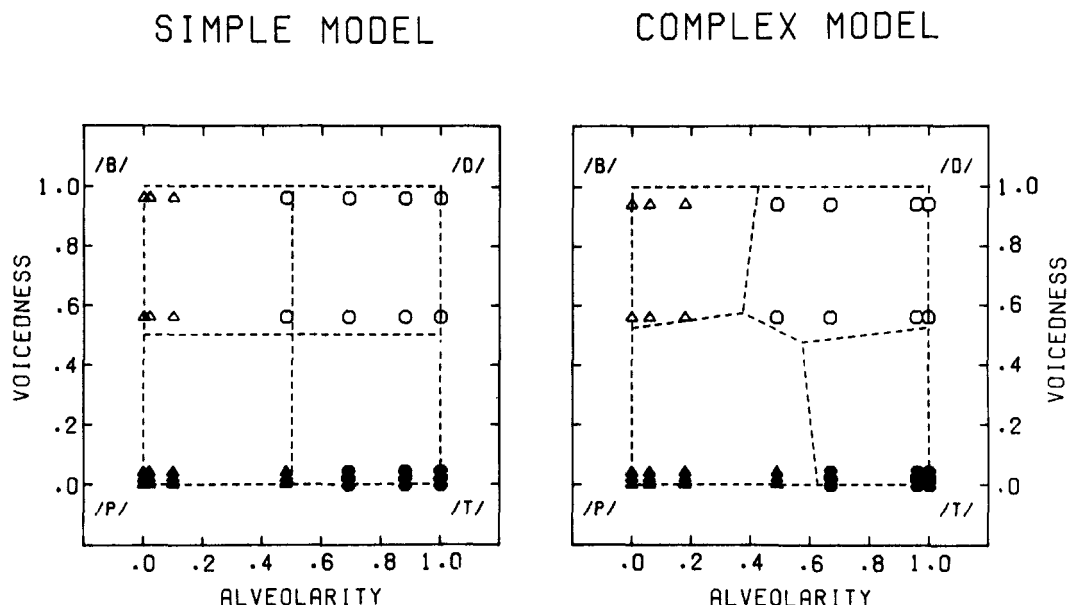 SIMPLE MODEL COMPLEX MODEL
/B/ /D/ /B/ /D/
1.0 1.0
.8 .8
.6 .6
.4 .4
.2 .2
.0 .0
VOICEDNESS VOICEDNESS
/P/ /T/ /P/ /T/
.0 .2 .4 .6 .8 1.0 .0 .2 .4 .6 .8 1.0
ALVEOLARITY ALVEOLARITY